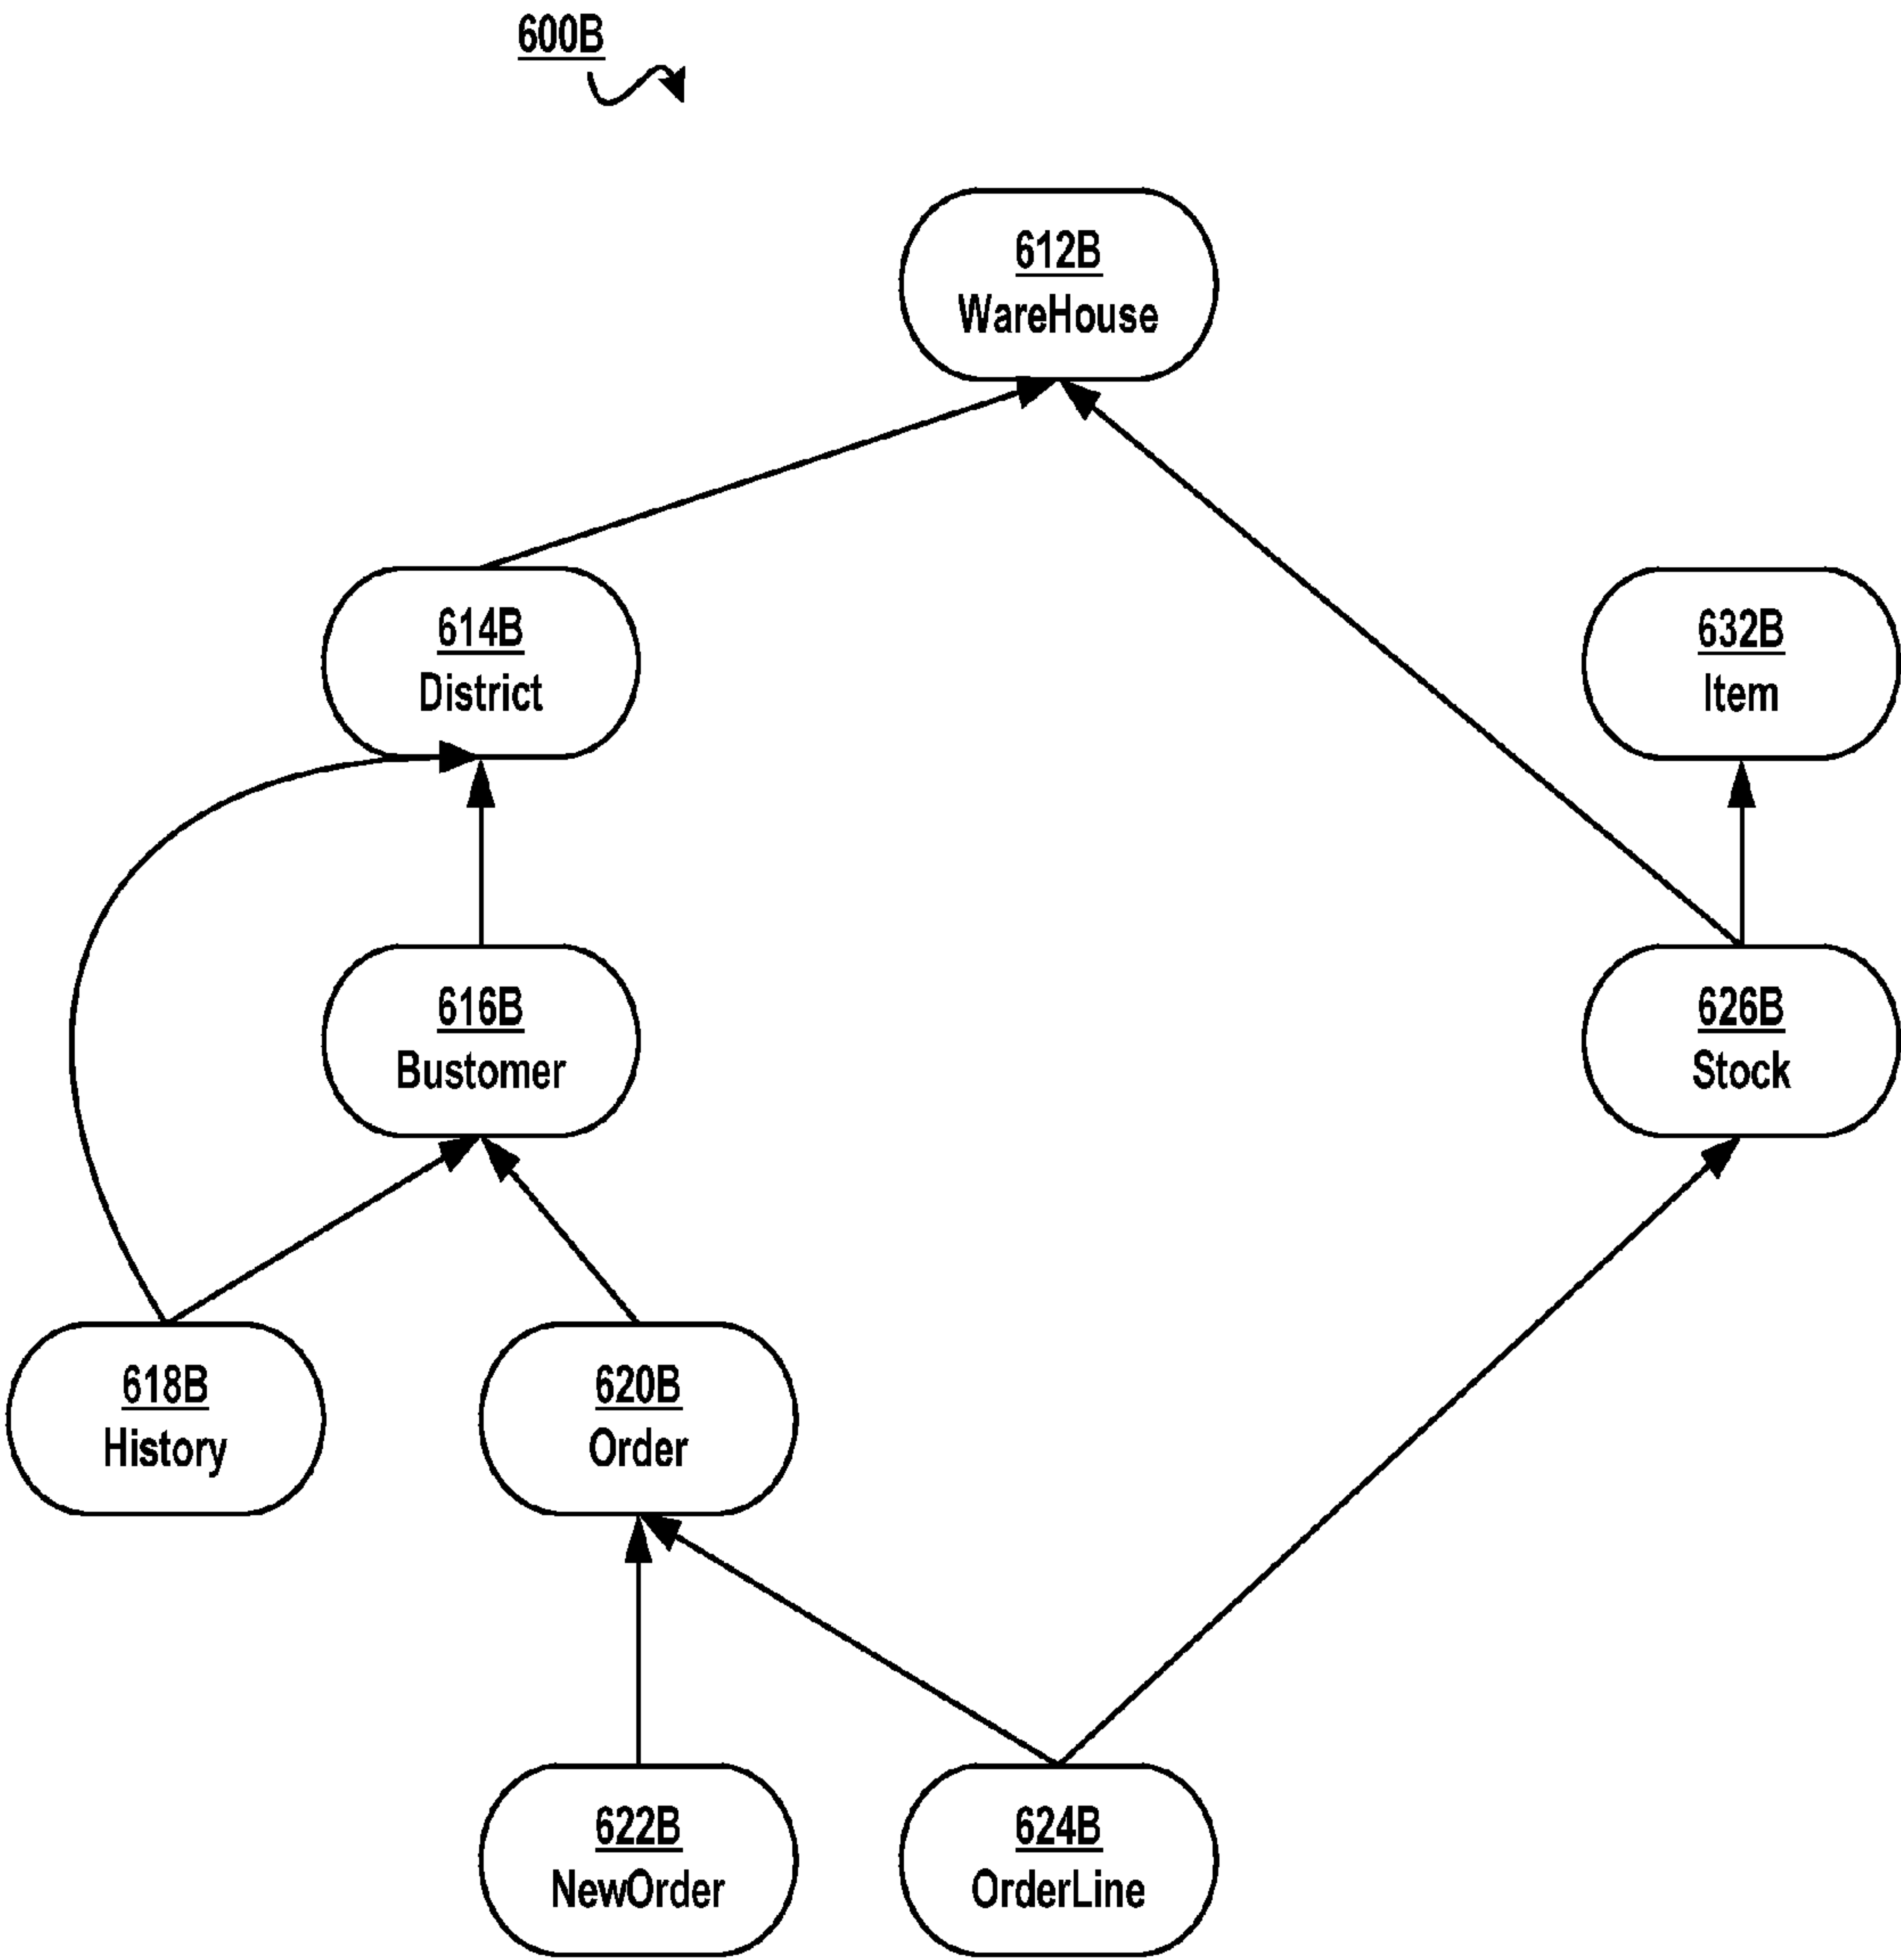 600B
612B
WareHouse
614B
District
632B
Item
616B
Bustomer
626B
Stock
618B
History
620B
Order
622B
NewOrder
624B
OrderLine